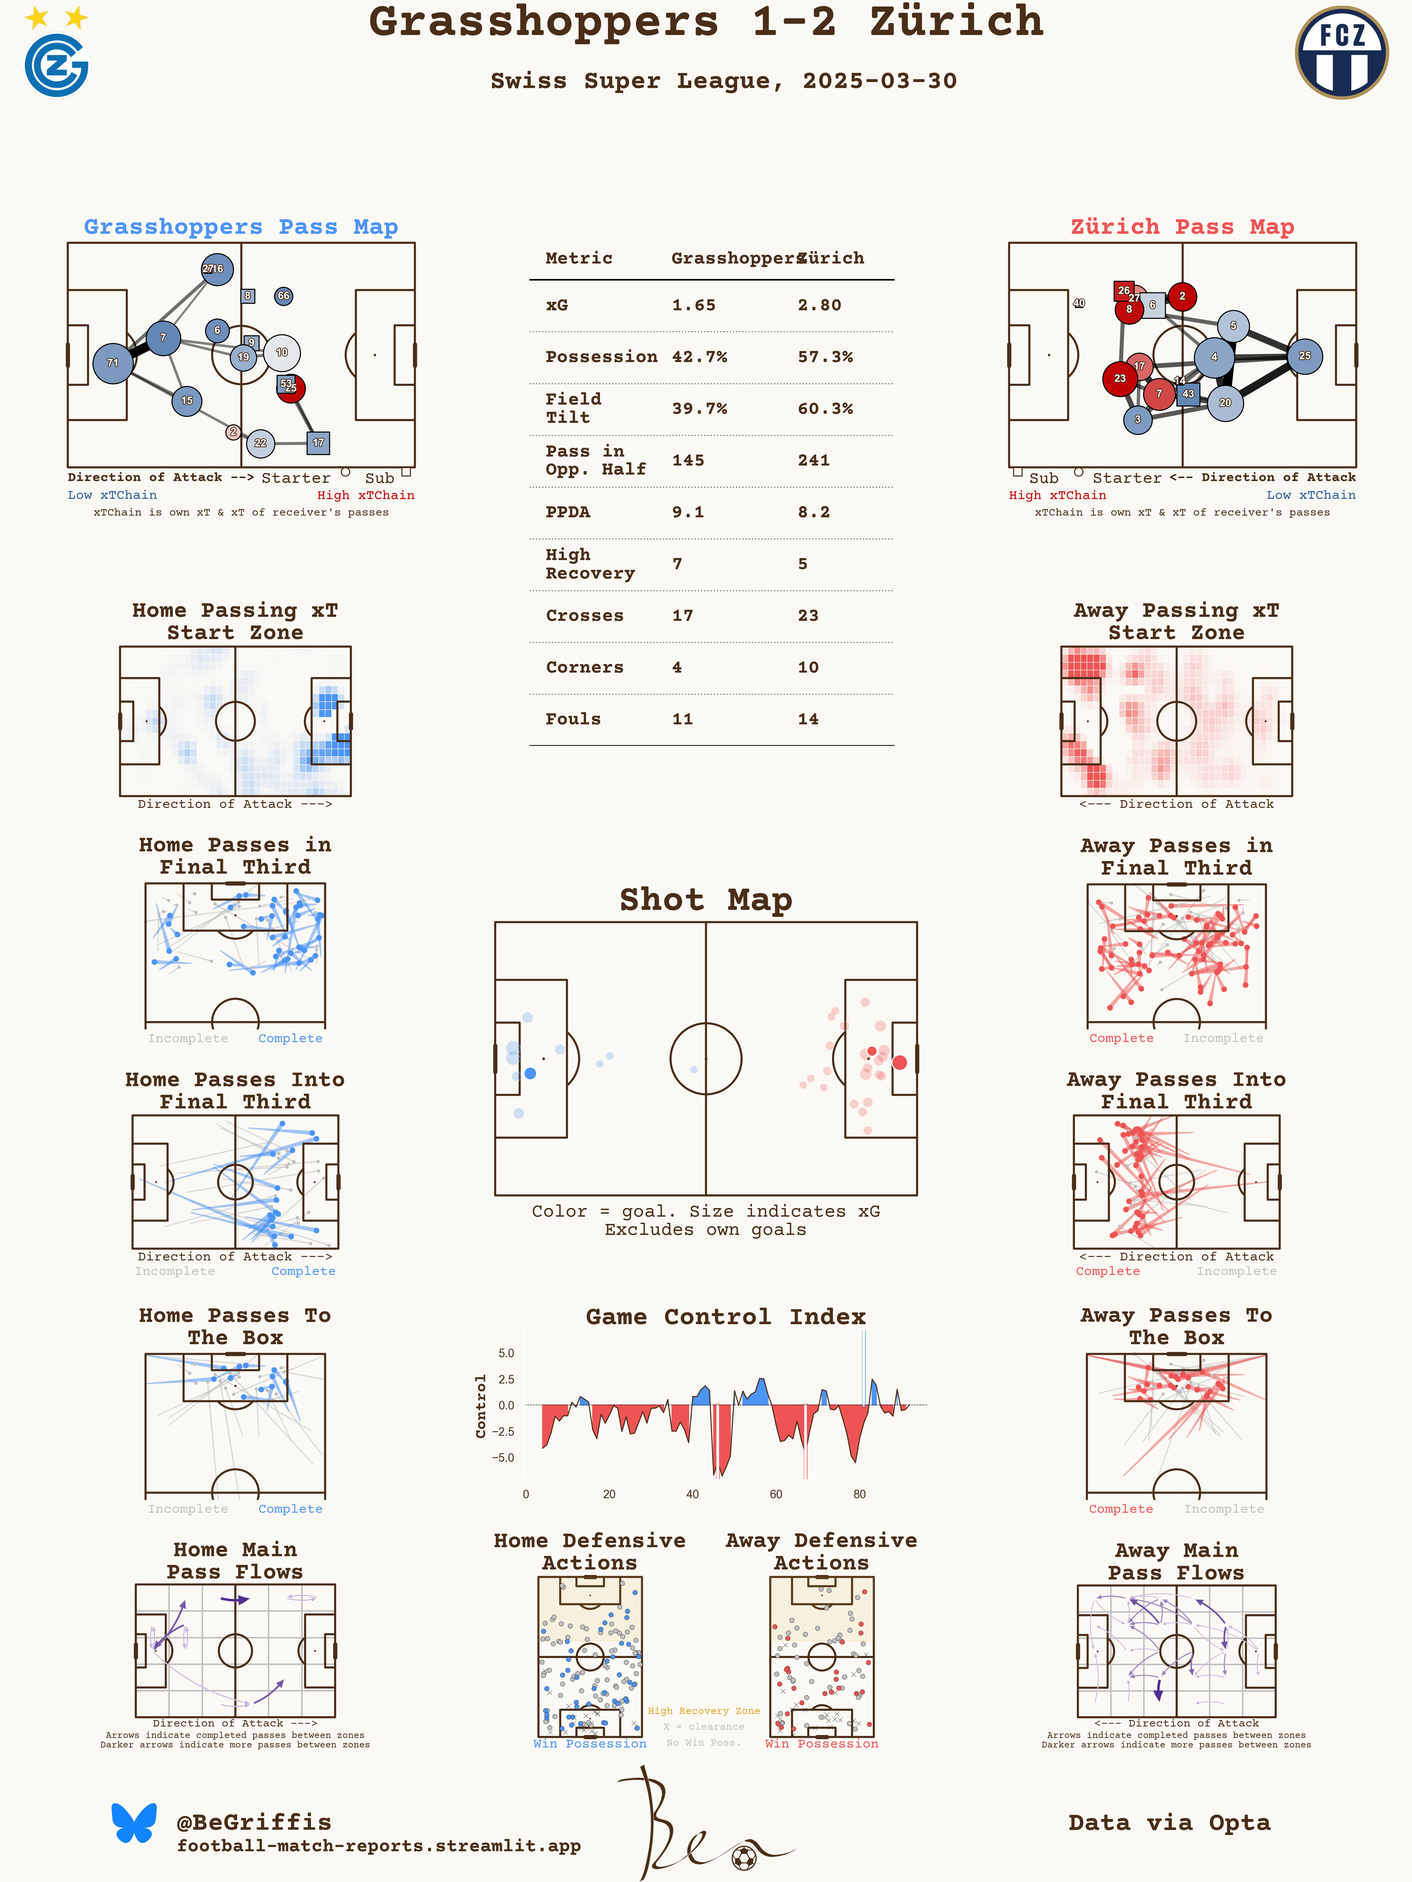 Grasshoppers 1-2 Zürich
Swiss Super League, 2025-03-30
FCZ
Grasshoppers Pass Map
71
7
15
6
19
10
8
66
9
53
2
22
17
Direction of Attack --> Starter Sub
Low xTChain High xTChain
xTChain is own xT & xT of receiver's passes
Metric Grasshoppers Zürich
xG 1.65 2.80
Possession 42.7% 57.3%
Field
Tilt 39.7% 60.3%
Pass in
Opp. Half 145 241
PPDA 9.1 8.2
High
Recovery 7 5
Crosses 17 23
Corners 4 10
Fouls 11 14
Zürich Pass Map
40
26
27
8
6
2
5
4
25
17
23
7
14
43
20
3
Sub Starter <-- Direction of Attack
High xTChain Low xTChain
xTChain is own xT & xT of receiver's passes
Home Passing xT
Start Zone
Direction of Attack --->
Away Passing xT
Start Zone
<--- Direction of Attack
Home Passes in
Final Third
Incomplete Complete
Away Passes in
Final Third
Complete Incomplete
Shot Map
Color = goal. Size indicates xG
Excludes own goals
Home Passes Into
Final Third
Direction of Attack --->
Incomplete Complete
Away Passes Into
Final Third
<--- Direction of Attack
Complete Incomplete
Home Passes To
The Box
Incomplete Complete
Game Control Index
Control
5.0
2.5
0.0
−2.5
−5.0
0 20 40 60 80
Away Passes To
The Box
Complete Incomplete
Home Main
Pass Flows
Direction of Attack --->
Arrows indicate completed passes between zones
Darker arrows indicate more passes between zones
Home Defensive
Actions
Win Possession
High Recovery Zone
X = clearance
No Win Poss.
Away Defensive
Actions
Win Possession
Away Main
Pass Flows
<--- Direction of Attack
Arrows indicate completed passes between zones
Darker arrows indicate more passes between zones
@BeGriffis
football-match-reports.streamlit.app
Ben
Data via Opta